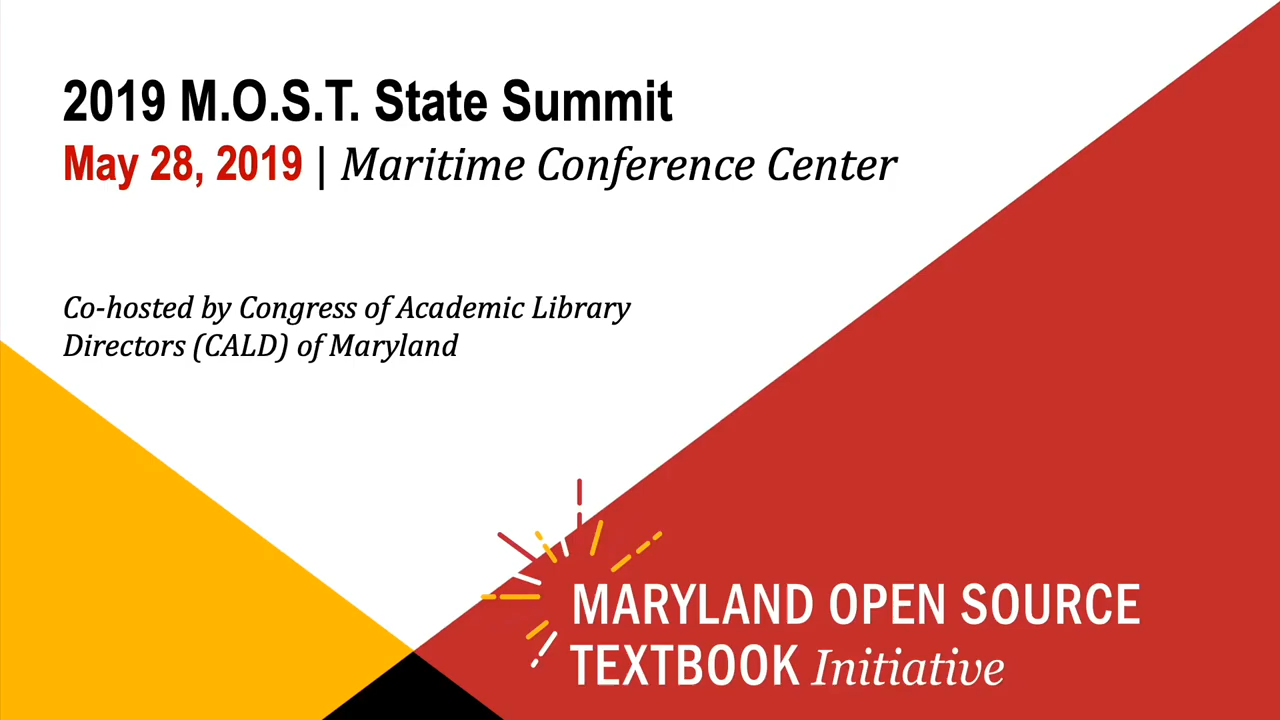 2019 M.O.S.T. State Summit
May 28, 2019 | Maritime Conference Center
Co-hosted by Congress of Academic Library
Directors (CALD) of Maryland
MARYLAND OPEN SOURCE
TEXTBOOK Initiative